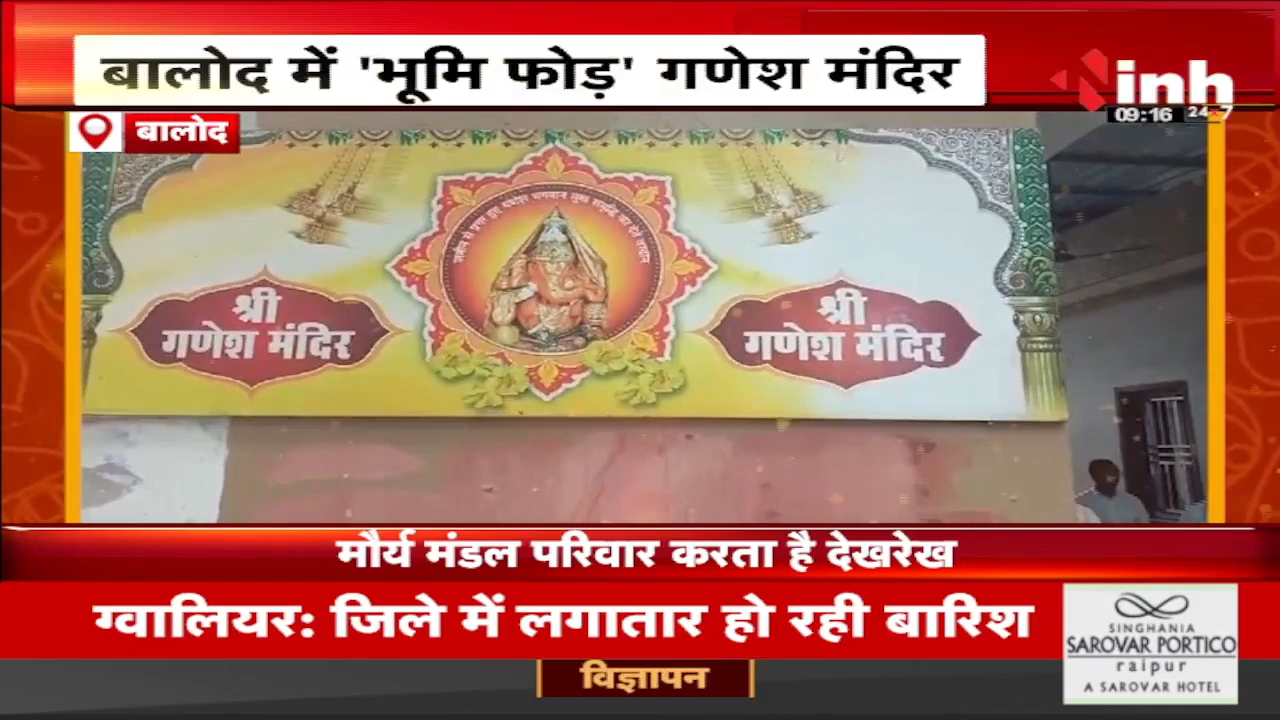 बालोद में 'भूमि फोड़' गणेश मंदिर
inh
24x7
09:16
बालोद
श्री
गणेश मंदिर
श्री
गणेश मंदिर
मौर्य मंडल परिवार करता है देखरेख
ग्वालियर: जिले में लगातार हो रही बारिश
SINGHANIA
SAROVAR PORTICO
raipur
A SAROVAR HOTEL
विज्ञापन